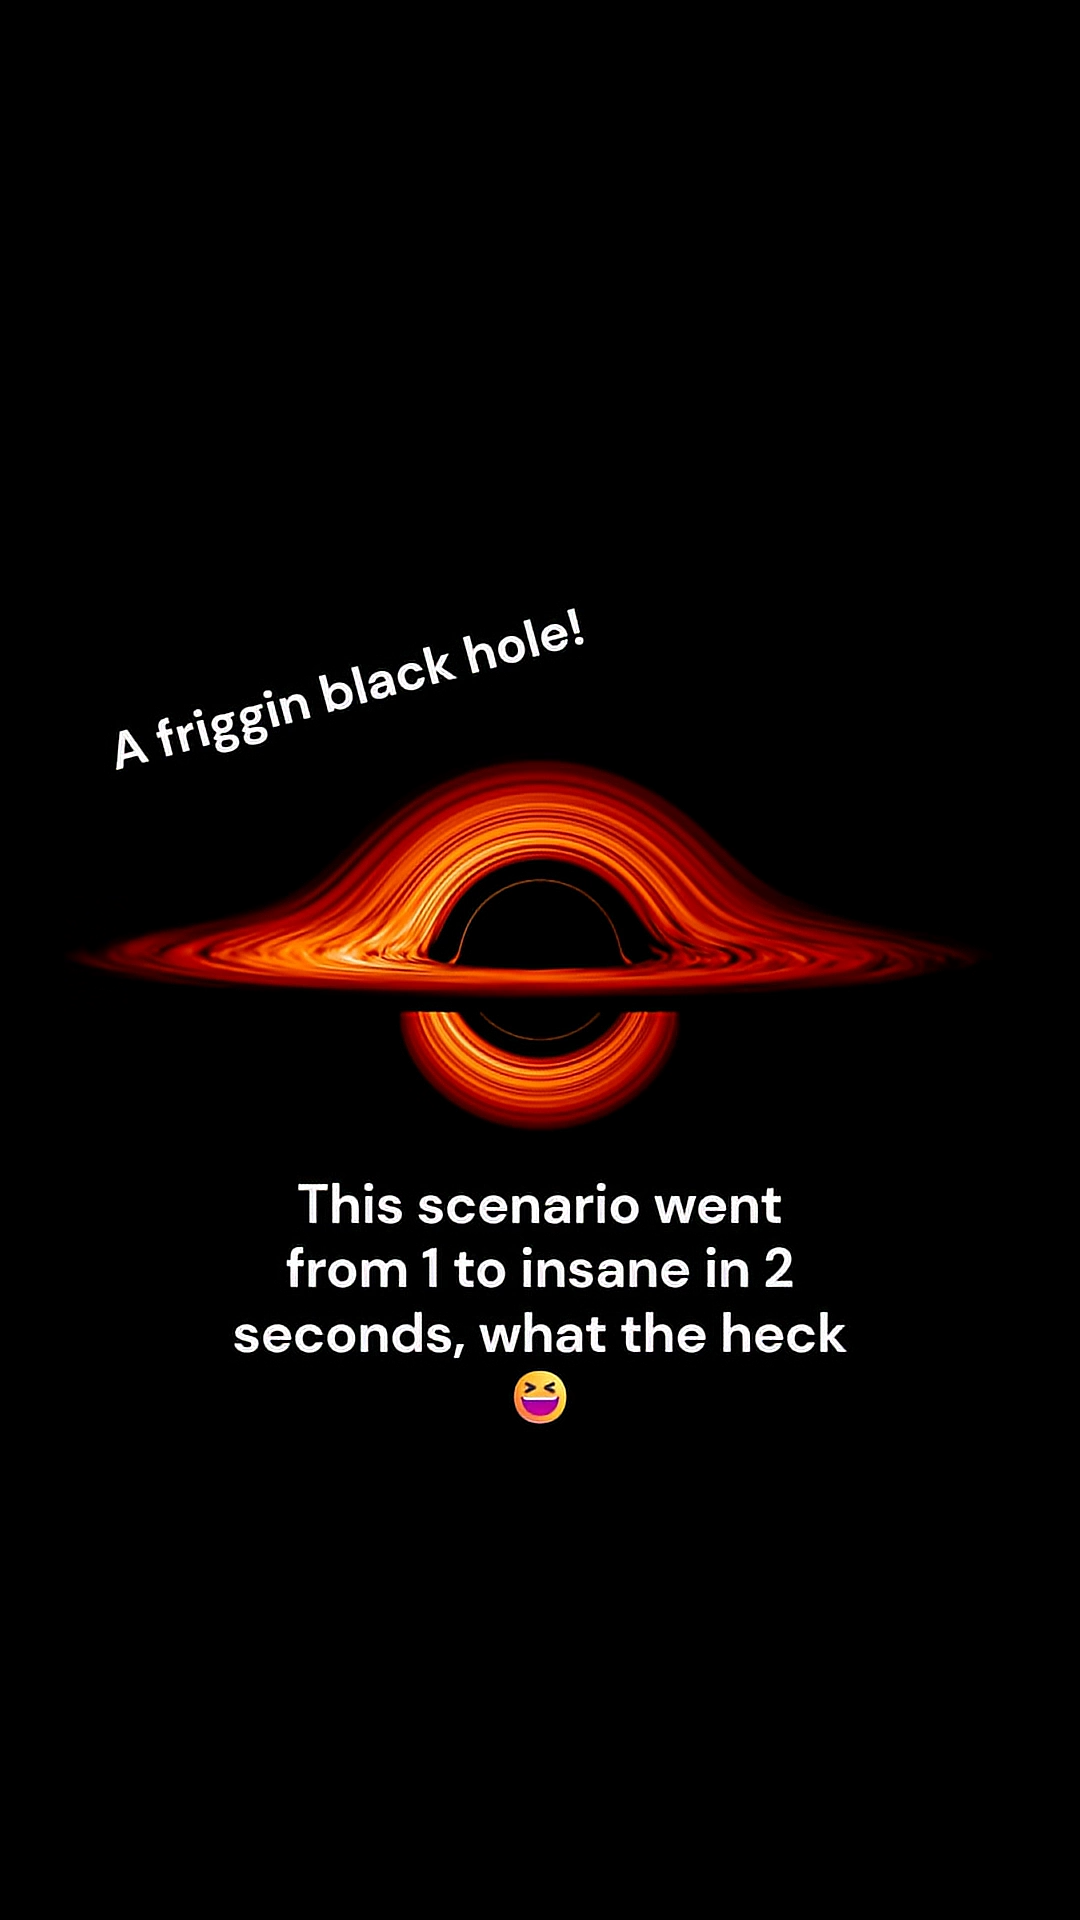 A friggin black hole!
This scenario went
from 1 to insane in 2
seconds, what the heck
😆